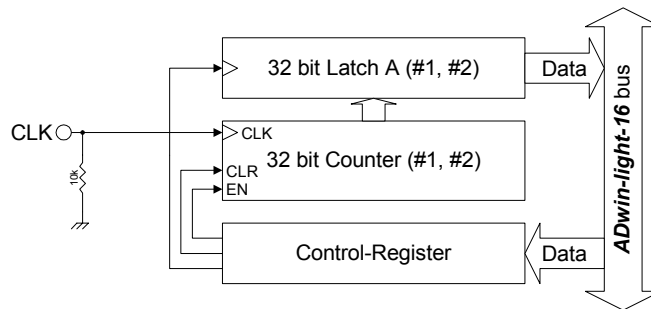 32 bit Latch A (#1, #2)
Data
CLK
CLK
32 bit Counter (#1, #2)
CLR
EN
10k
Control-Register
Data
ADwin-light-16 bus